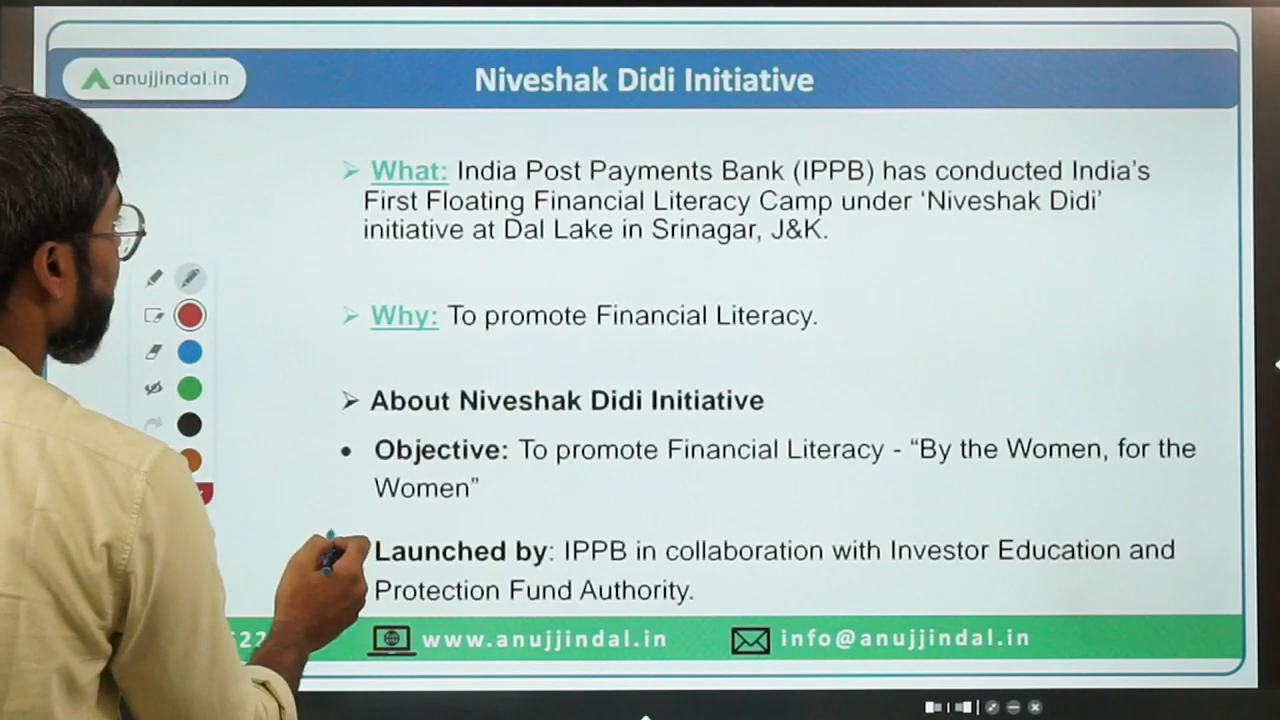 anujjindal.in
Niveshak Didi Initiative
➢ What: India Post Payments Bank (IPPB) has conducted India's
First Floating Financial Literacy Camp under ‘Niveshak Didi’
initiative at Dal Lake in Srinagar, J&K.
➢ Why: To promote Financial Literacy.
➢ About Niveshak Didi Initiative
• Objective: To promote Financial Literacy - “By the Women, for the
Women”
Launched by: IPPB in collaboration with Investor Education and
Protection Fund Authority.
www.anujjindal.in
info@anujjindal.in